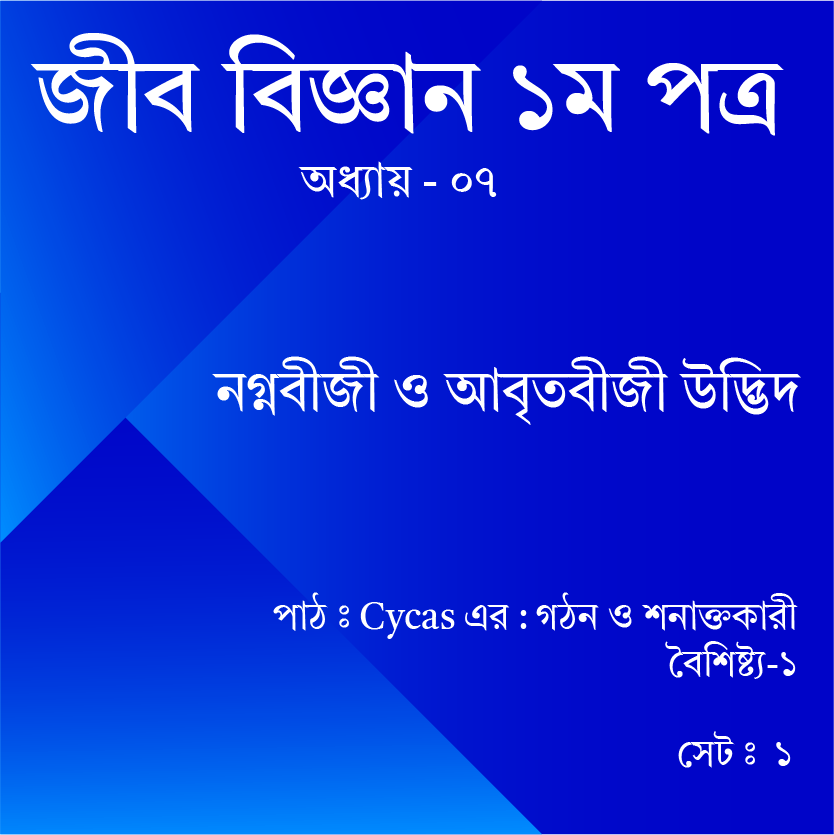 জীব বিজ্ঞান ১ম পত্র
অধ্যায় - ০৭
নগ্নবীজী ও আবৃতবীজী উদ্ভিদ
পাঠ ঃ Cycas এর : গঠন ও শনাক্তকারী
বৈশিষ্ট্য-১
সেট ঃ ১